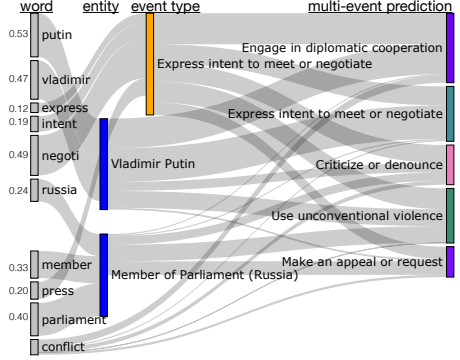 word entity event type multi-event prediction
0.53 putin
Engage in diplomatic cooperation
Express intent to meet or negotiate
0.47 vladimir
0.12 express
Express intent to meet or negotiate
0.19 intent
0.49 negoti
Vladimir Putin
Criticize or denounce
0.24 russia
Use unconventional violence
Make an appeal or request
0.33 member
Member of Parliament (Russia)
0.20 press
0.40 parliament
conflict